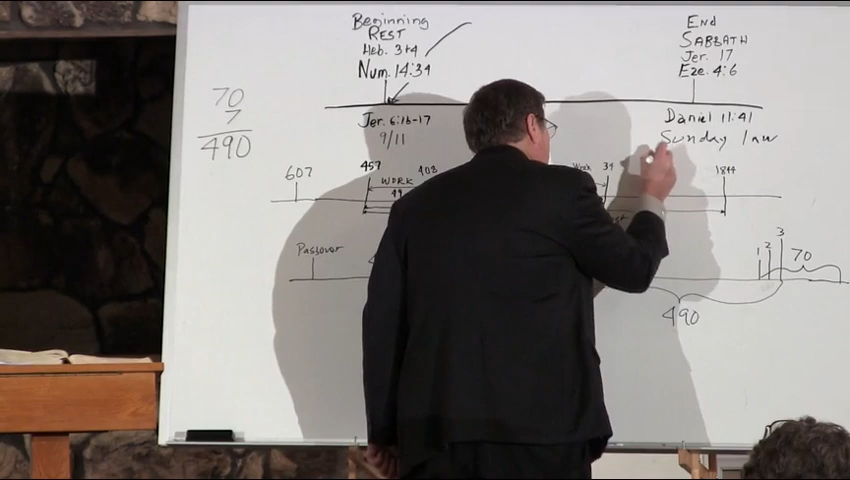 Beginning
REST
Heb. 3+4
Num. 14:34
End
SABBATH
Jer. 17
Eze. 4:6
70
7
490
Jer. 6:16-17
9/11
Daniel 11:41
Sunday law
607
457
408
WORK
49
Work
34
1844
Passover
1
2
3
70
490